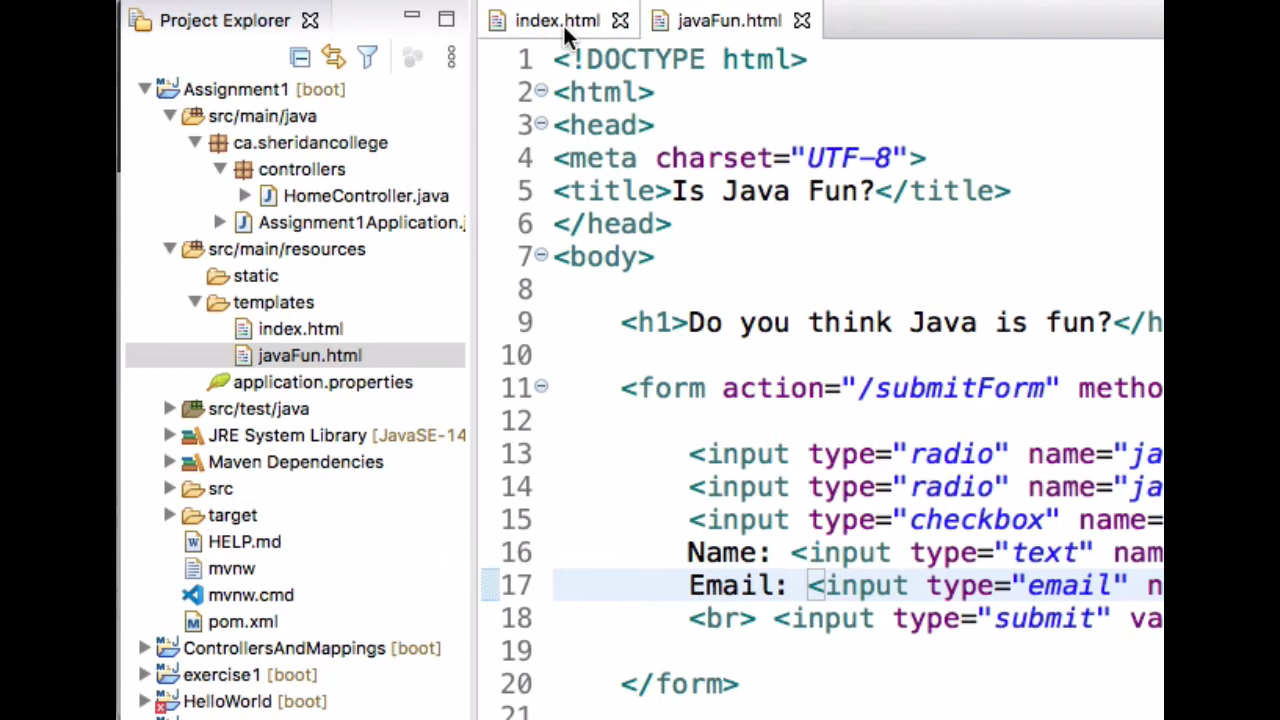 Project Explorer
Assignment1 [boot]
src/main/java
ca.sheridancollege
controllers
HomeController.java
Assignment1Application.j
src/main/resources
static
templates
index.html
javaFun.html
application.properties
src/test/java
JRE System Library [JavaSE-14
Maven Dependencies
src
target
HELP.md
mvnw
mvnw.cmd
pom.xml
ControllersAndMappings [boot]
exercise1 [boot]
HelloWorld [boot]
index.html
javaFun.html
1 <!DOCTYPE html>
2 <html>
3 <head>
4 <meta charset="UTF-8">
5 <title>Is Java Fun?</title>
6 </head>
7 <body>
8
9 <h1>Do you think Java is fun?</h
10
11 <form action="/submitForm" metho
12
13 <input type="radio" name="ja
14 <input type="radio" name="ja
15 <input type="checkbox" name=
16 Name: <input type="text" nam
17 Email: <input type="email" n
18 <br> <input type="submit" va
19
20 </form>
21